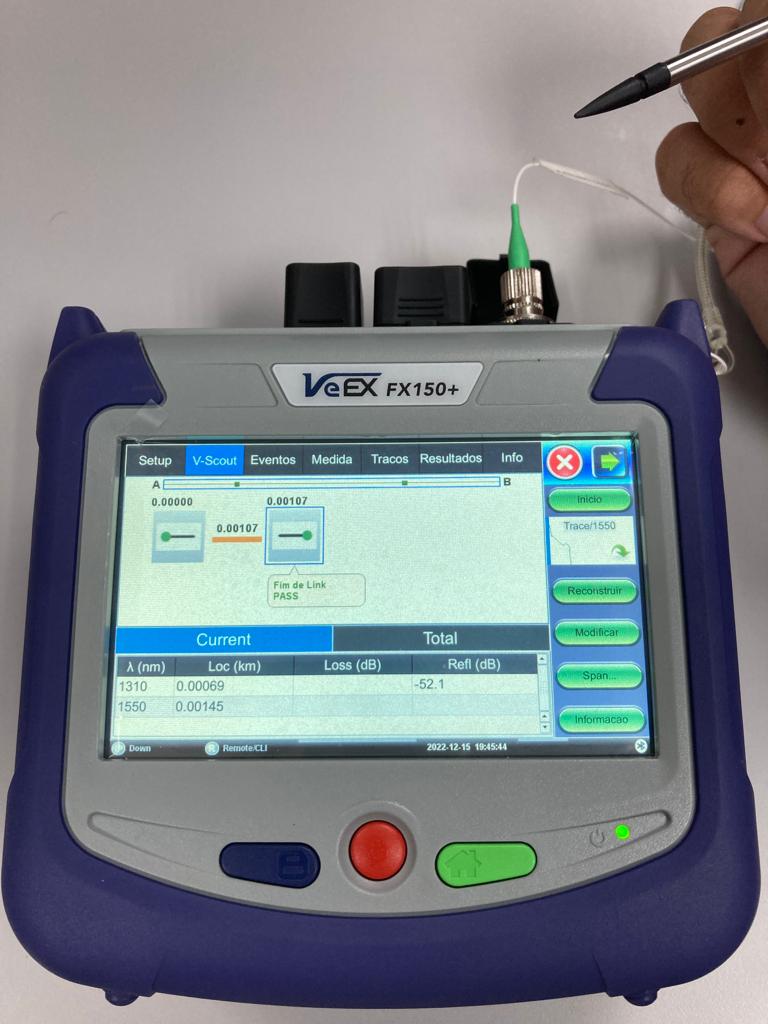 VeEX FX150+
Setup V-Scout Eventos Medida Tracos Resultados Info
A B
0.00000 0.00107
0.00107
Fim de Link
PASS
Inicio
Trace/1550
Reconstruir
Modificar
Span...
Informacao
Current Total
λ (nm) Loc (km) Loss (dB) Refl (dB)
1310 0.00069 -52.1
1550 0.00145
Down R Remote/CLI 2022-12-15 19:45:44